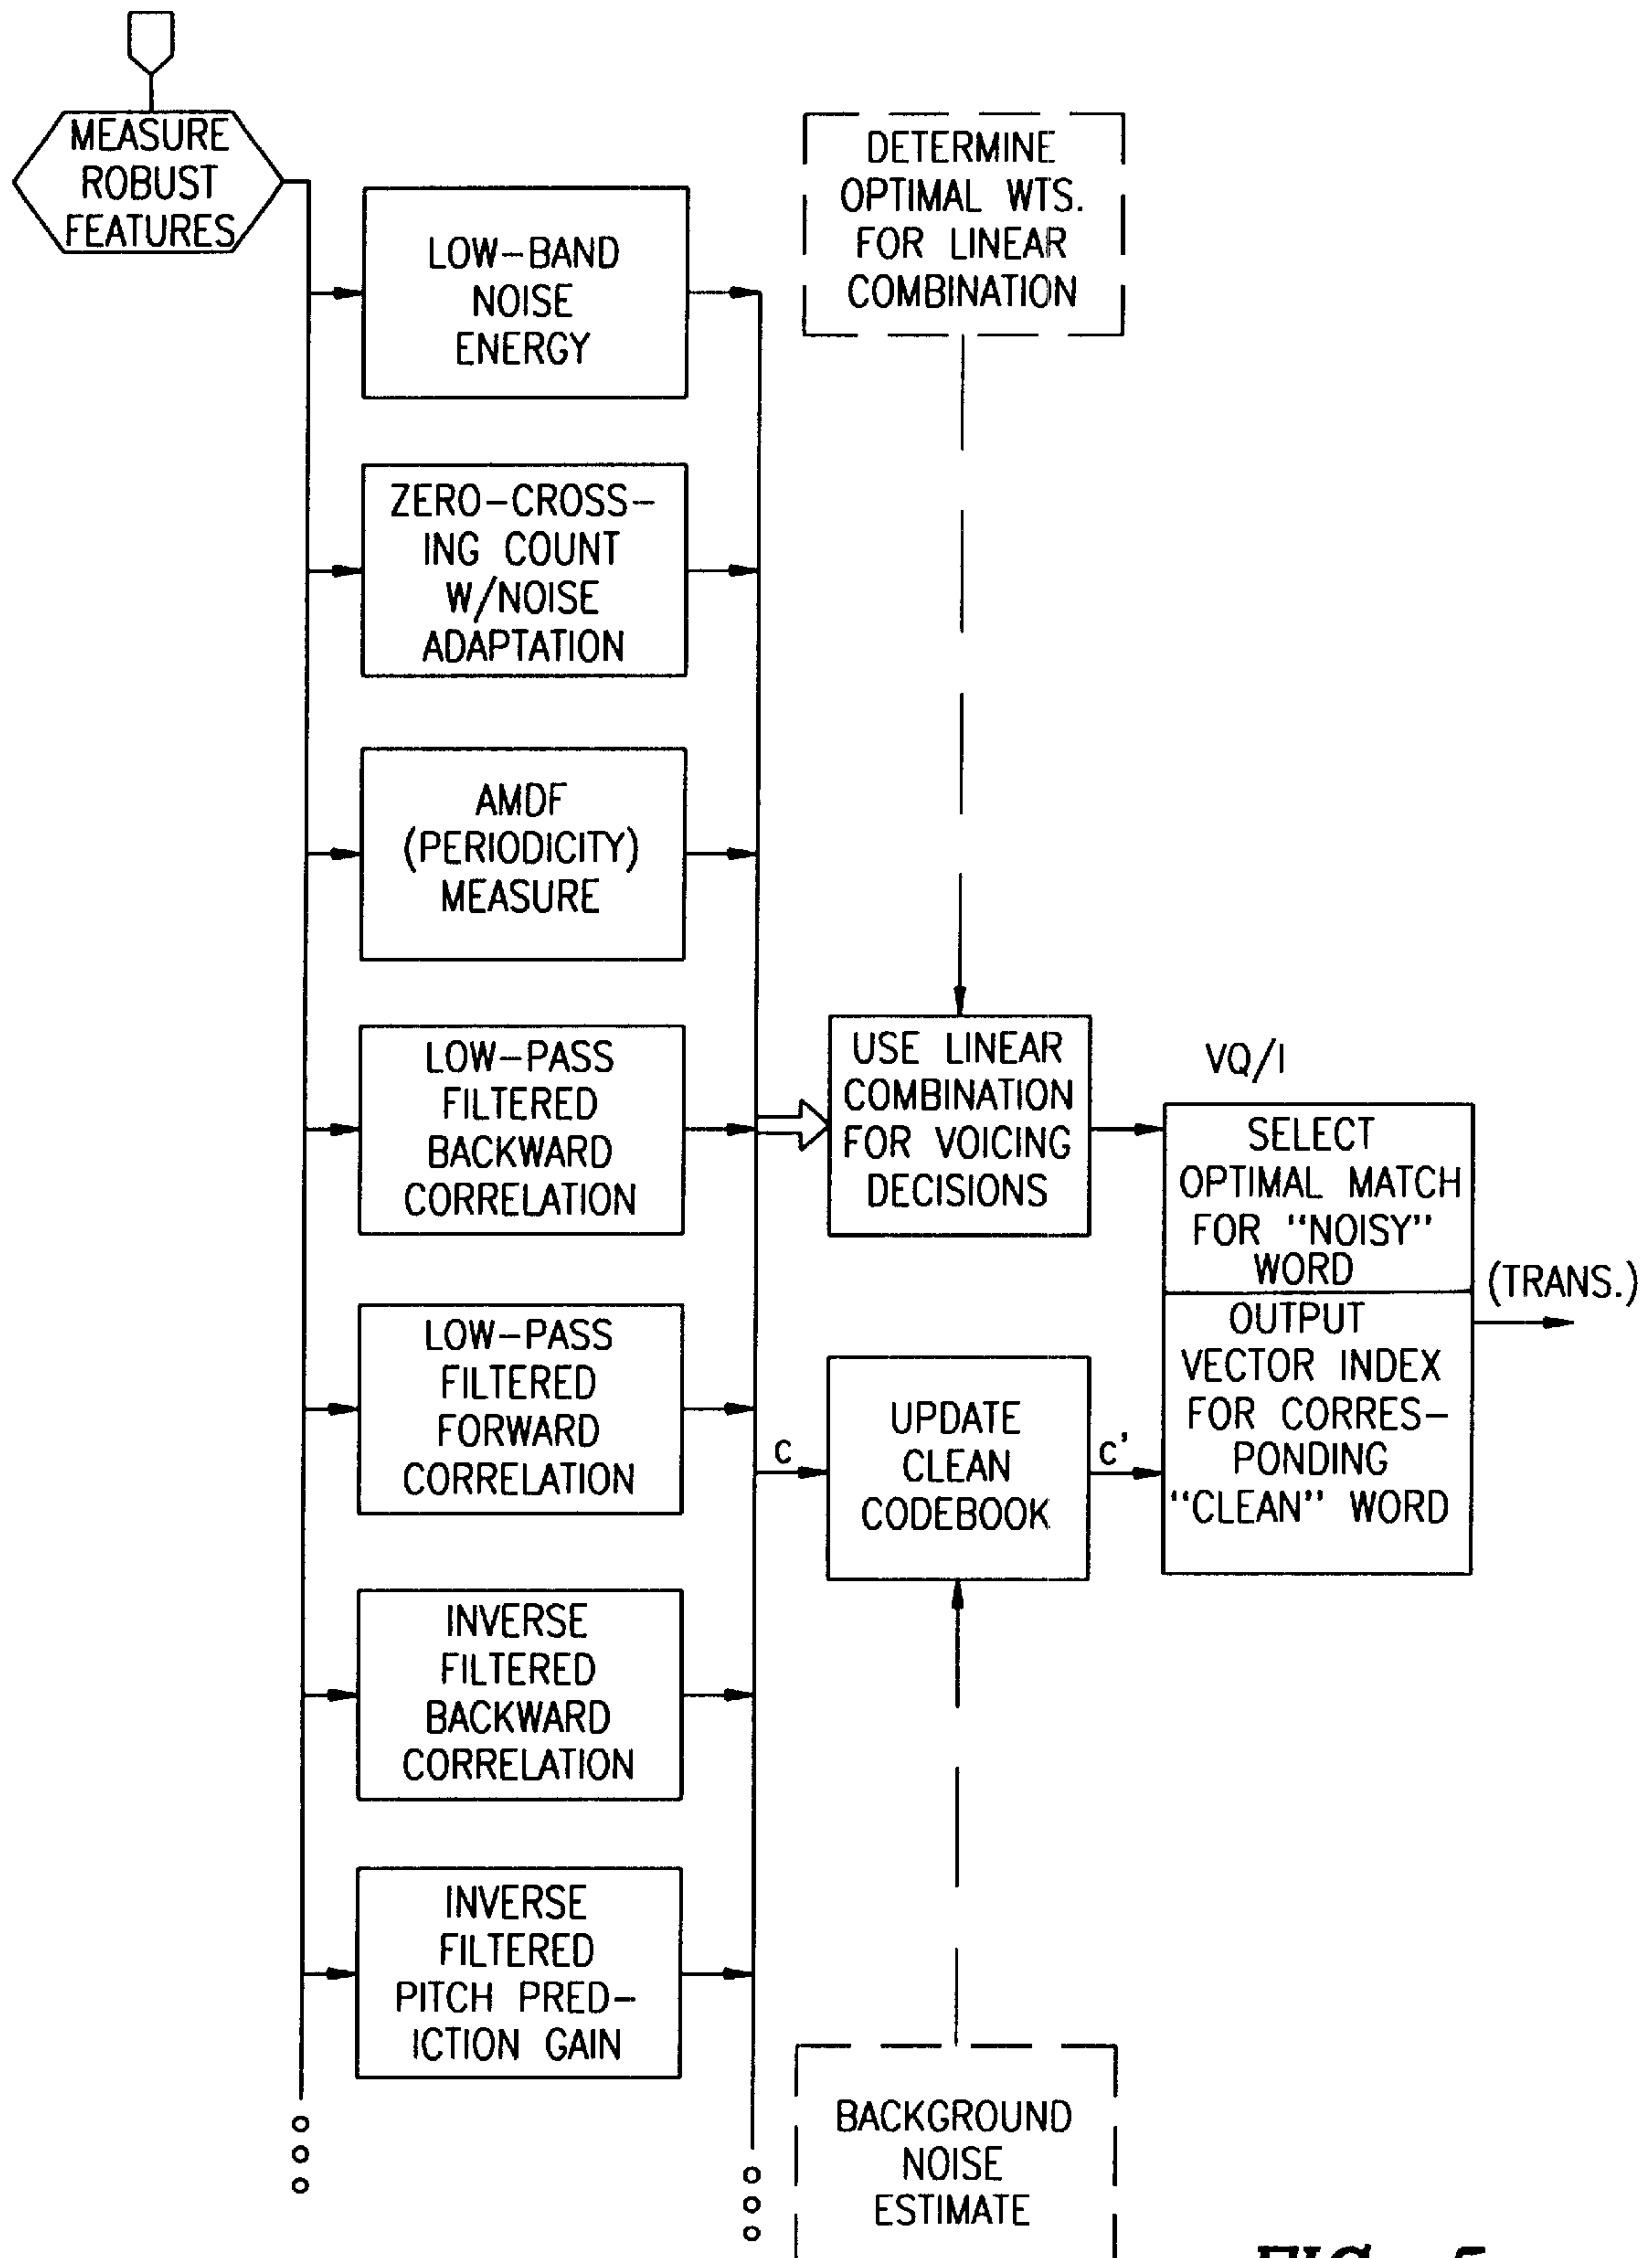 MEASURE
ROBUST
FEATURES
LOW-BAND
NOISE
ENERGY
ZERO-CROSS-
ING COUNT
W/NOISE
ADAPTATION
AMDF
(PERIODICITY)
MEASURE
LOW-PASS
FILTERED
BACKWARD
CORRELATION
LOW-PASS
FILTERED
FORWARD
CORRELATION
INVERSE
FILTERED
BACKWARD
CORRELATION
INVERSE
FILTERED
PITCH PRED-
ICTION GAIN
DETERMINE
OPTIMAL WTS.
FOR LINEAR
COMBINATION
USE LINEAR
COMBINATION
FOR VOICING
DECISIONS
C
UPDATE
CLEAN
CODEBOOK
C'
BACKGROUND
NOISE
ESTIMATE
VQ/I
SELECT
OPTIMAL MATCH
FOR "NOISY"
WORD
OUTPUT
VECTOR INDEX
FOR CORRES-
PONDING
"CLEAN" WORD
(TRANS.)